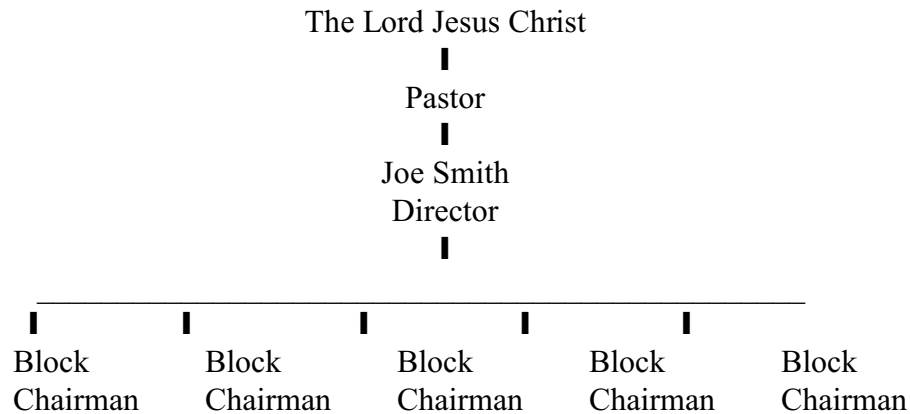 The Lord Jesus Christ
Pastor
Joe Smith
Director
Block Block Block Block Block
Chairman Chairman Chairman Chairman Chairman